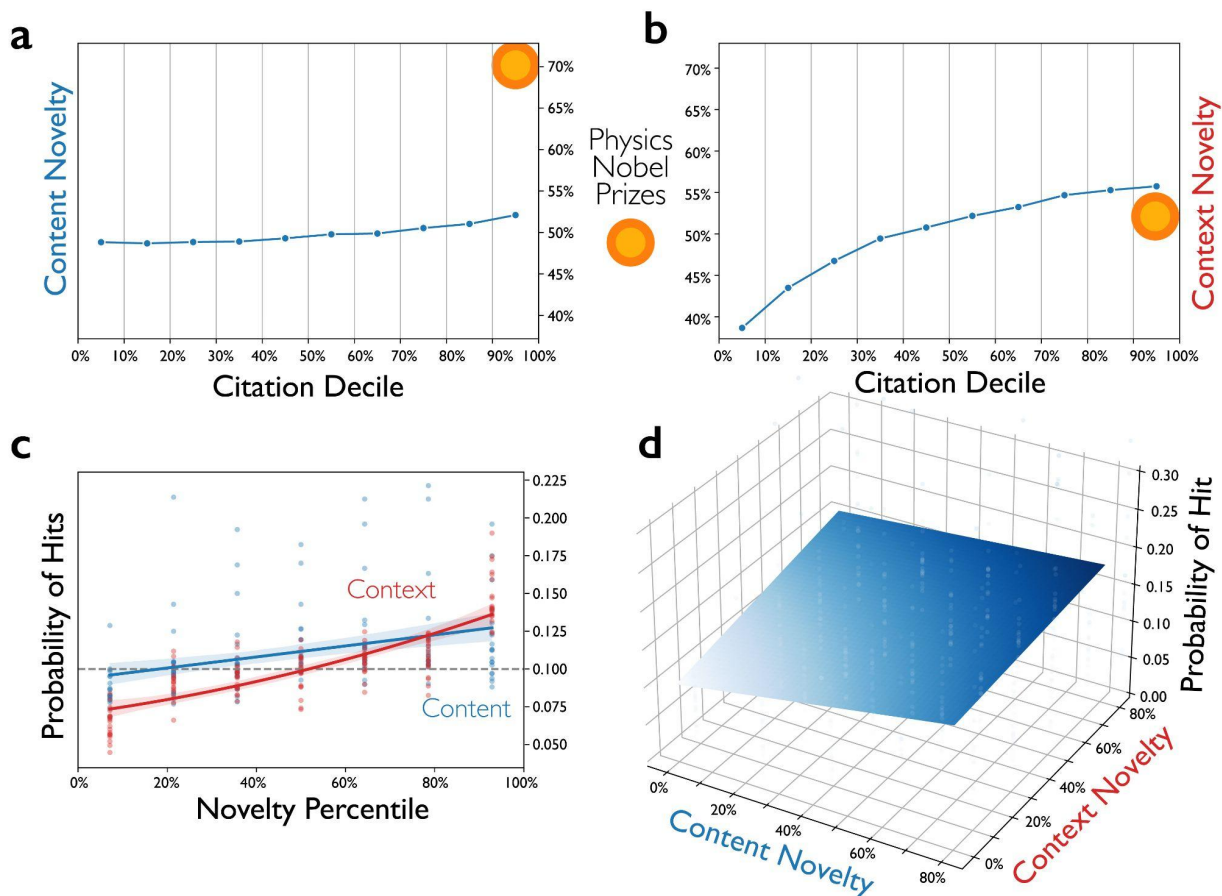 a
Content Novelty
70%
65%
60%
55%
50%
45%
40%
0% 10% 20% 30% 40% 50% 60% 70% 80% 90% 100%
Citation Decile
Physics
Nobel
Prizes
b
70%
65%
60%
55%
50%
45%
40%
Context Novelty
0% 10% 20% 30% 40% 50% 60% 70% 80% 90% 100%
Citation Decile
c
Probability of Hits
0.225
0.200
0.175
0.150
0.125
0.100
0.075
0.050
Context
Content
0% 20% 40% 60% 80% 100%
Novelty Percentile
d
0.30
0.25
0.20
0.15
0.10
0.05
0.00
Probability of Hit
80%
60%
40%
20%
0%
Context Novelty
0% 20% 40% 60% 80%
Content Novelty